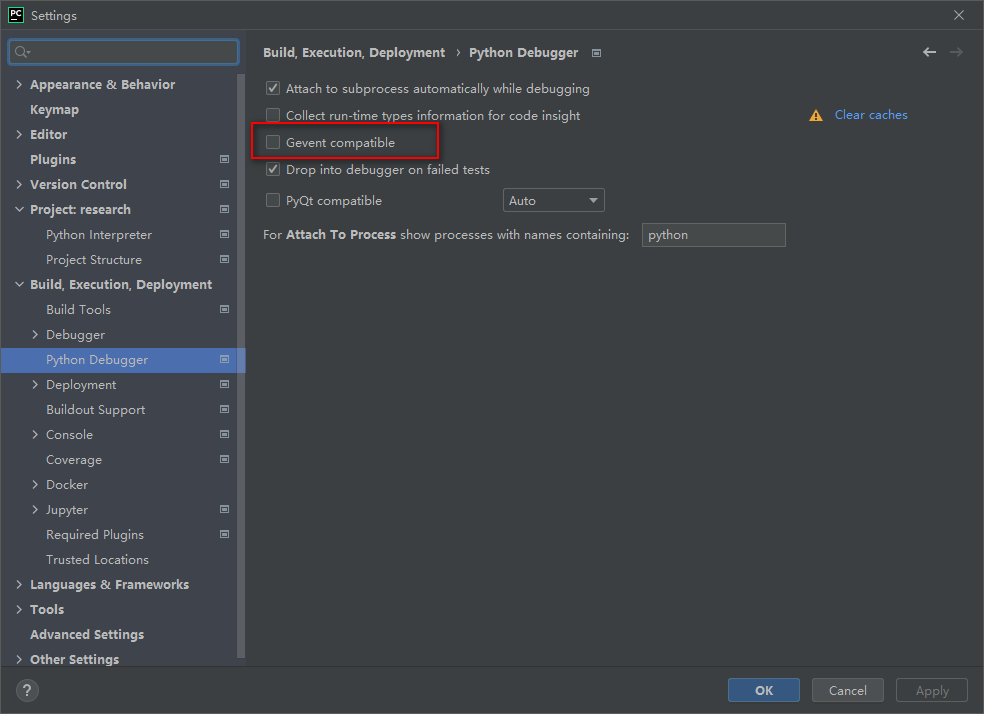 PC
Settings
Build, Execution, Deployment › Python Debugger
Appearance & Behavior
Keymap
Editor
Plugins
Version Control
Project: research
Python Interpreter
Project Structure
Build, Execution, Deployment
Build Tools
Debugger
Python Debugger
Deployment
Buildout Support
Console
Coverage
Docker
Jupyter
Required Plugins
Trusted Locations
Languages & Frameworks
Tools
Advanced Settings
Other Settings
Attach to subprocess automatically while debugging
Collect run-time types information for code insight
Clear caches
Gevent compatible
Drop into debugger on failed tests
PyQt compatible
Auto
For Attach To Process show processes with names containing:
python
?
OK
Cancel
Apply